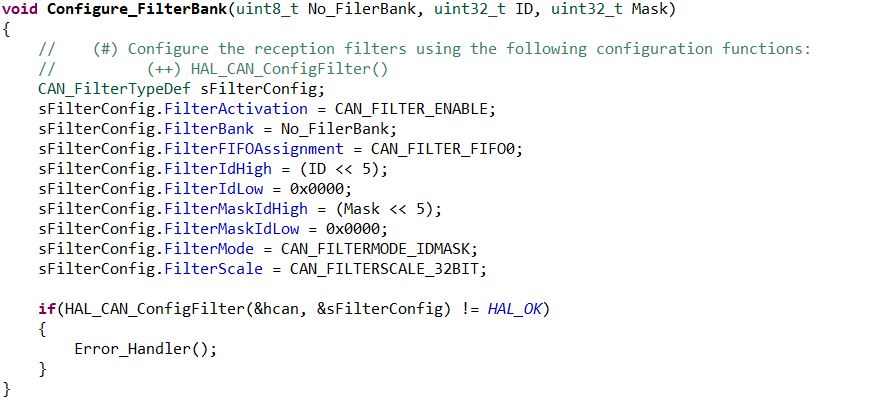 void Configure_FilterBank(uint8_t No_FilerBank, uint32_t ID, uint32_t Mask)
{
    //    (#) Configure the reception filters using the following configuration functions:
    //          (++) HAL_CAN_ConfigFilter()
    CAN_FilterTypeDef sFilterConfig;
    sFilterConfig.FilterActivation = CAN_FILTER_ENABLE;
    sFilterConfig.FilterBank = No_FilerBank;
    sFilterConfig.FilterFIFOAssignment = CAN_FILTER_FIFO0;
    sFilterConfig.FilterIdHigh = (ID << 5);
    sFilterConfig.FilterIdLow = 0x0000;
    sFilterConfig.FilterMaskIdHigh = (Mask << 5);
    sFilterConfig.FilterMaskIdLow = 0x0000;
    sFilterConfig.FilterMode = CAN_FILTERMODE_IDMASK;
    sFilterConfig.FilterScale = CAN_FILTERSCALE_32BIT;

    if(HAL_CAN_ConfigFilter(&hcan, &sFilterConfig) != HAL_OK)
    {
        Error_Handler();
    }
}